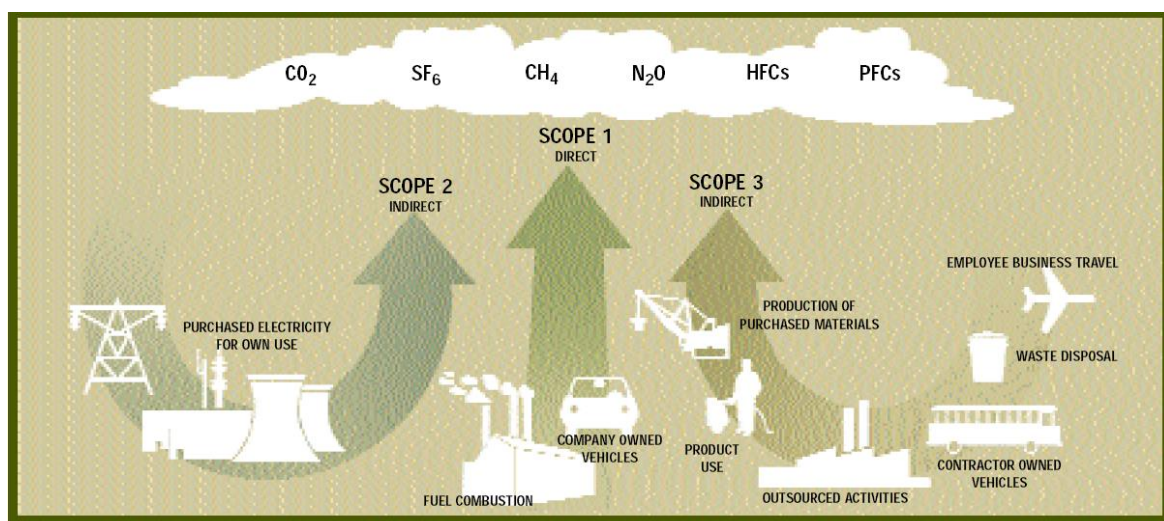 CO₂ SF₆ CH₄ N₂O HFCs PFCs
SCOPE 1
DIRECT
SCOPE 2
INDIRECT
SCOPE 3
INDIRECT
PURCHASED ELECTRICITY
FOR OWN USE
FUEL COMBUSTION
COMPANY OWNED
VEHICLES
PRODUCTION OF
PURCHASED MATERIALS
PRODUCT
USE
OUTSOURCED ACTIVITIES
EMPLOYEE BUSINESS TRAVEL
WASTE DISPOSAL
CONTRACTOR OWNED
VEHICLES